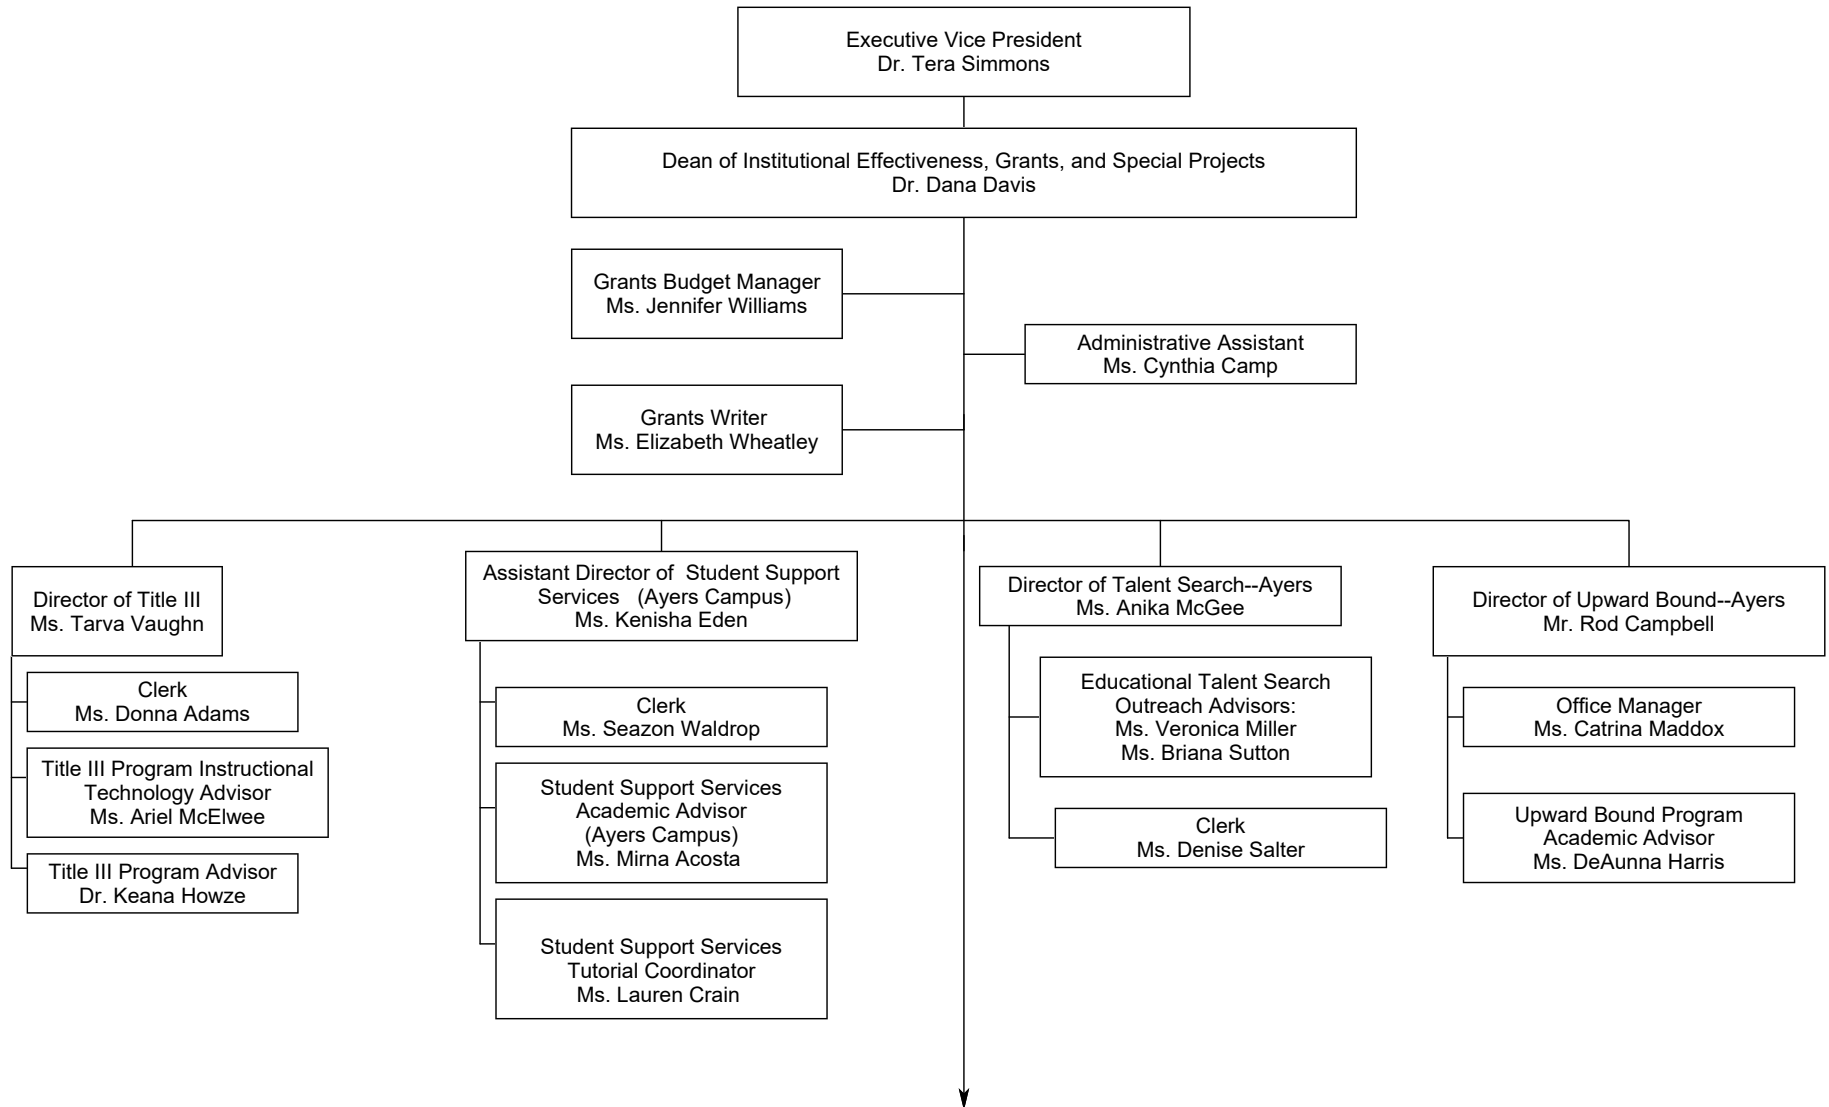 Executive Vice President
Dr. Tera Simmons
Dean of Institutional Effectiveness, Grants, and Special Projects
Dr. Dana Davis
Grants Budget Manager
Ms. Jennifer Williams
Administrative Assistant
Ms. Cynthia Camp
Grants Writer
Ms. Elizabeth Wheatley
Director of Title III
Ms. Tarva Vaughn
Clerk
Ms. Donna Adams
Title III Program Instructional
Technology Advisor
Ms. Ariel McElwee
Title III Program Advisor
Dr. Keana Howze
Assistant Director of  Student Support
Services   (Ayers Campus)
Ms. Kenisha Eden
Clerk
Ms. Seazon Waldrop
Student Support Services
Academic Advisor
(Ayers Campus)
Ms. Mirna Acosta
Student Support Services
Tutorial Coordinator
Ms. Lauren Crain
Director of Talent Search--Ayers
Ms. Anika McGee
Educational Talent Search
Outreach Advisors:
Ms. Veronica Miller
Ms. Briana Sutton
Clerk
Ms. Denise Salter
Director of Upward Bound--Ayers
Mr. Rod Campbell
Office Manager
Ms. Catrina Maddox
Upward Bound Program
Academic Advisor
Ms. DeAunna Harris